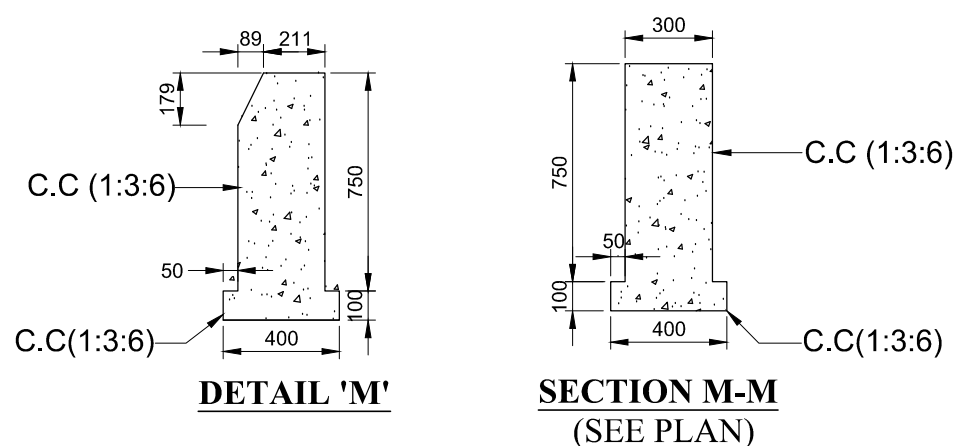 89 211
179
C.C (1:3:6)
750
50
100
C.C(1:3:6)
400
DETAIL 'M'
300
750
C.C (1:3:6)
50
100
400
C.C(1:3:6)
SECTION M-M
(SEE PLAN)